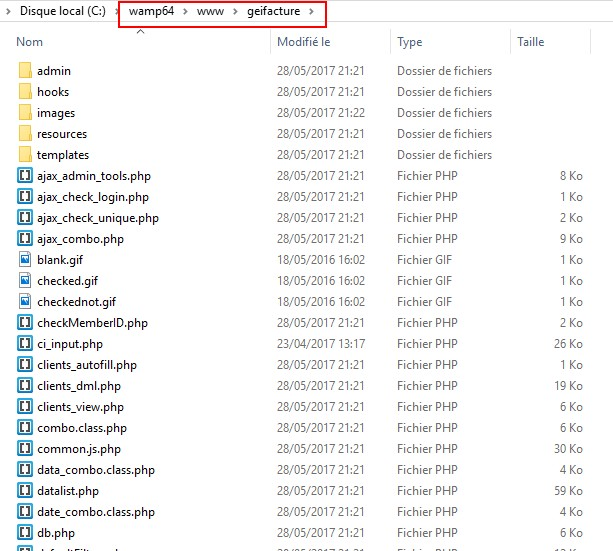 Disque local (C:) wamp64 www geifacture
Nom Modifié le Type Taille
admin 28/05/2017 21:21 Dossier de fichiers
hooks 28/05/2017 21:21 Dossier de fichiers
images 28/05/2017 21:22 Dossier de fichiers
resources 28/05/2017 21:21 Dossier de fichiers
templates 28/05/2017 21:21 Dossier de fichiers
ajax_admin_tools.php 28/05/2017 21:21 Fichier PHP 8 Ko
ajax_check_login.php 28/05/2017 21:21 Fichier PHP 1 Ko
ajax_check_unique.php 28/05/2017 21:21 Fichier PHP 2 Ko
ajax_combo.php 28/05/2017 21:21 Fichier PHP 9 Ko
blank.gif 18/05/2016 16:02 Fichier GIF 1 Ko
checked.gif 18/05/2016 16:02 Fichier GIF 1 Ko
checkednot.gif 18/05/2016 16:02 Fichier GIF 1 Ko
checkMemberID.php 28/05/2017 21:21 Fichier PHP 2 Ko
ci_input.php 23/04/2017 13:17 Fichier PHP 26 Ko
clients_autofill.php 28/05/2017 21:21 Fichier PHP 1 Ko
clients_dml.php 28/05/2017 21:21 Fichier PHP 19 Ko
clients_view.php 28/05/2017 21:21 Fichier PHP 6 Ko
combo.class.php 28/05/2017 21:21 Fichier PHP 6 Ko
common.js.php 28/05/2017 21:21 Fichier PHP 30 Ko
data_combo.class.php 28/05/2017 21:21 Fichier PHP 4 Ko
datalist.php 28/05/2017 21:21 Fichier PHP 59 Ko
date_combo.class.php 28/05/2017 21:21 Fichier PHP 4 Ko
db.php 28/05/2017 21:21 Fichier PHP 6 Ko